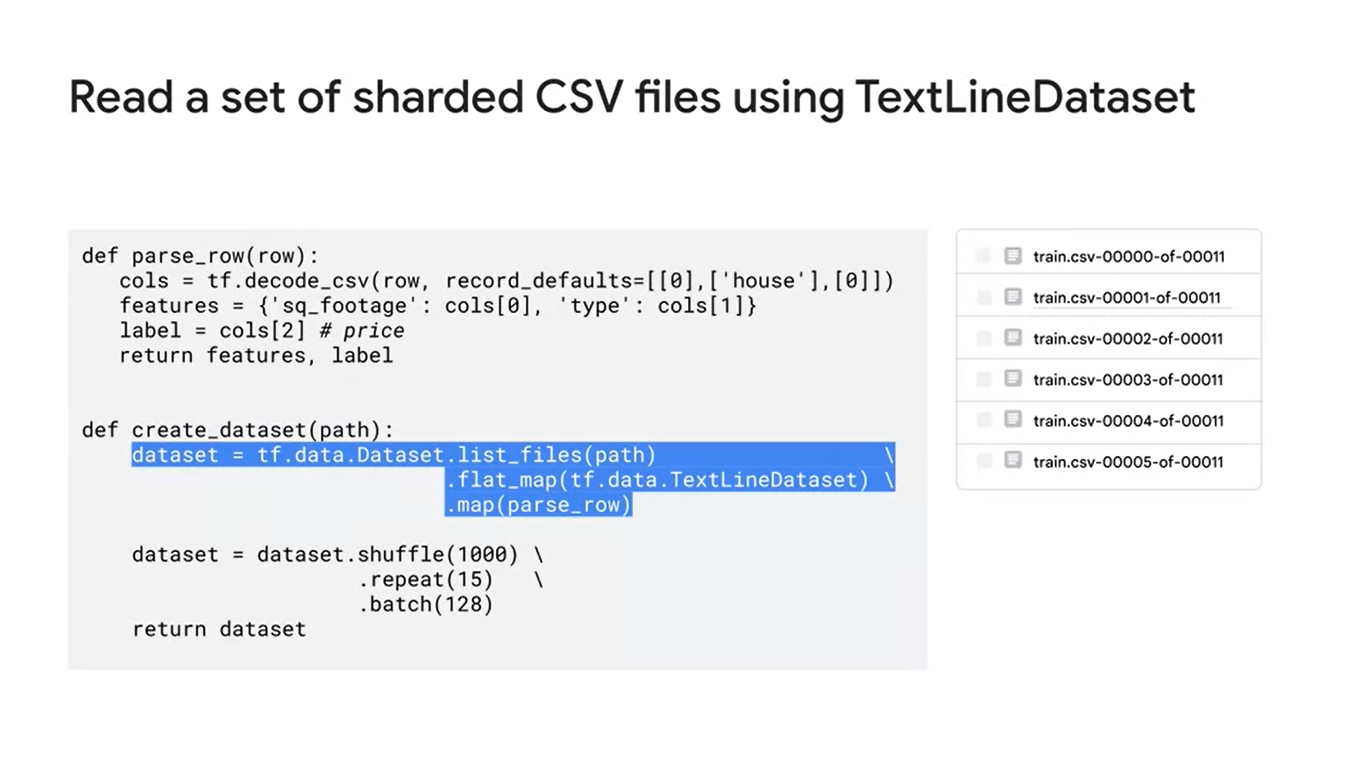 Read a set of sharded CSV files using TextLineDataset
def parse_row(row):
cols = tf.decode_csv(row, record_defaults=[[0],['house'],[0]])
features = {'sq_footage': cols[0], 'type': cols[1]}
label = cols[2] # price
return features, label
def create_dataset(path):
dataset = tf.data.Dataset.list_files(path) \
.flat_map(tf.data.TextLineDataset) \
.map(parse_row)
dataset = dataset.shuffle(1000) \
.repeat(15) \
.batch(128)
return dataset
train.csv-00000-of-00011
train.csv-00001-of-00011
train.csv-00002-of-00011
train.csv-00003-of-00011
train.csv-00004-of-00011
train.csv-00005-of-00011